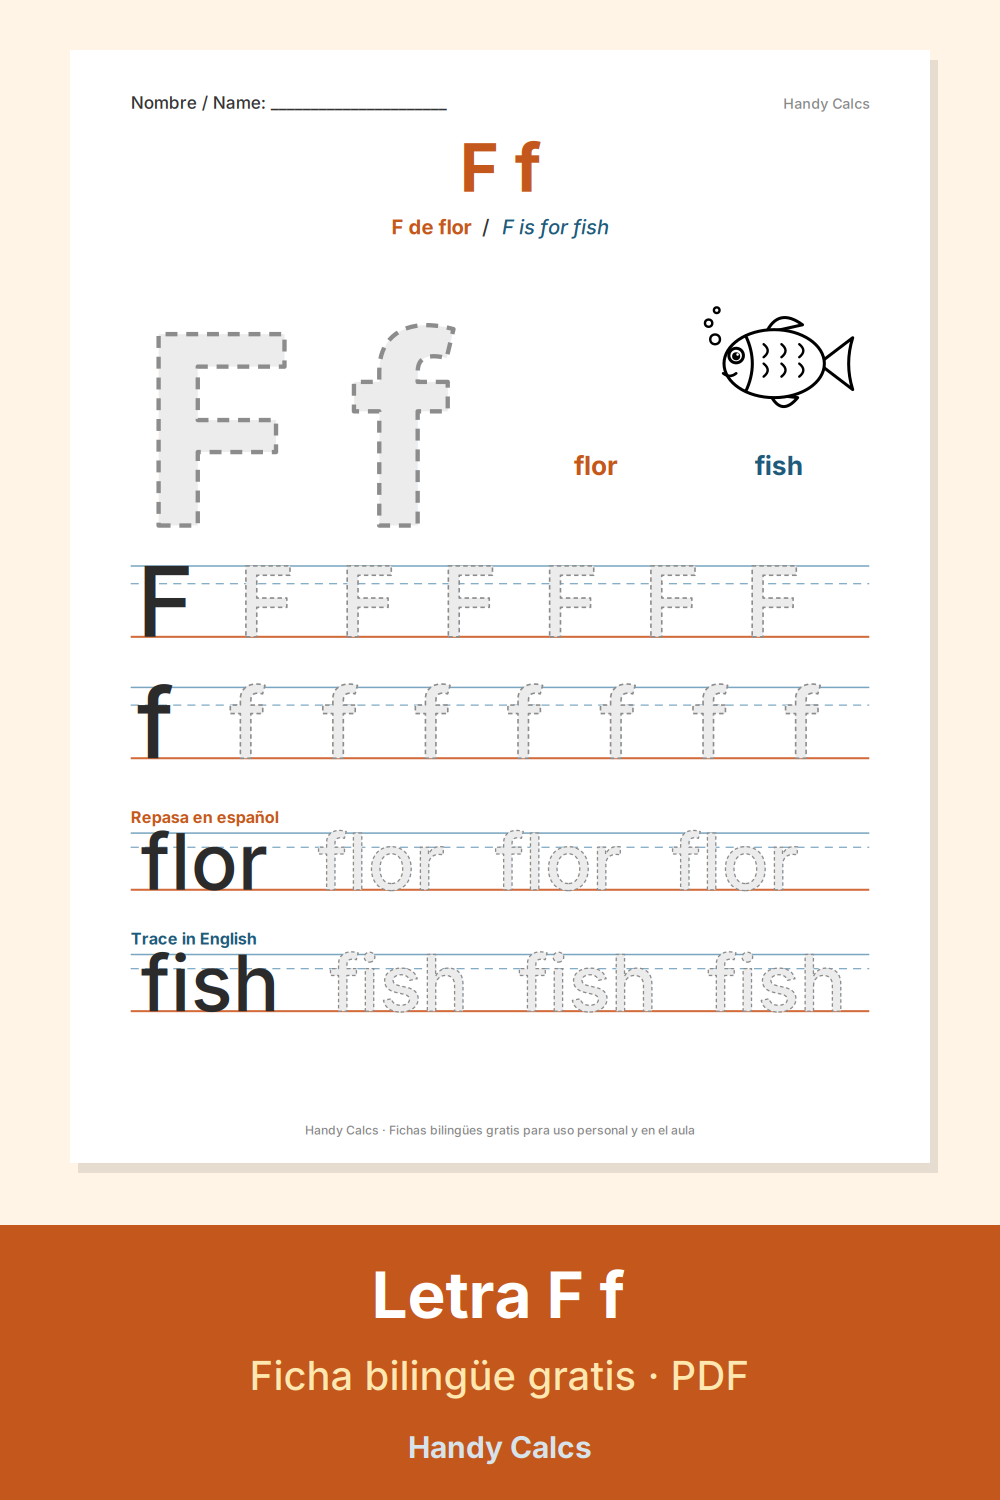 Nombre / Name: ______________________
Handy Calcs
F f
F de flor / F is for fish
F f
flor fish
F F F F F F F
f f f f f f f f
Repasa en español
flor flor flor flor
Trace in English
fish fish fish fish
Handy Calcs · Fichas bilingües gratis para uso personal y en el aula
Letra F f
Ficha bilingüe gratis · PDF
Handy Calcs